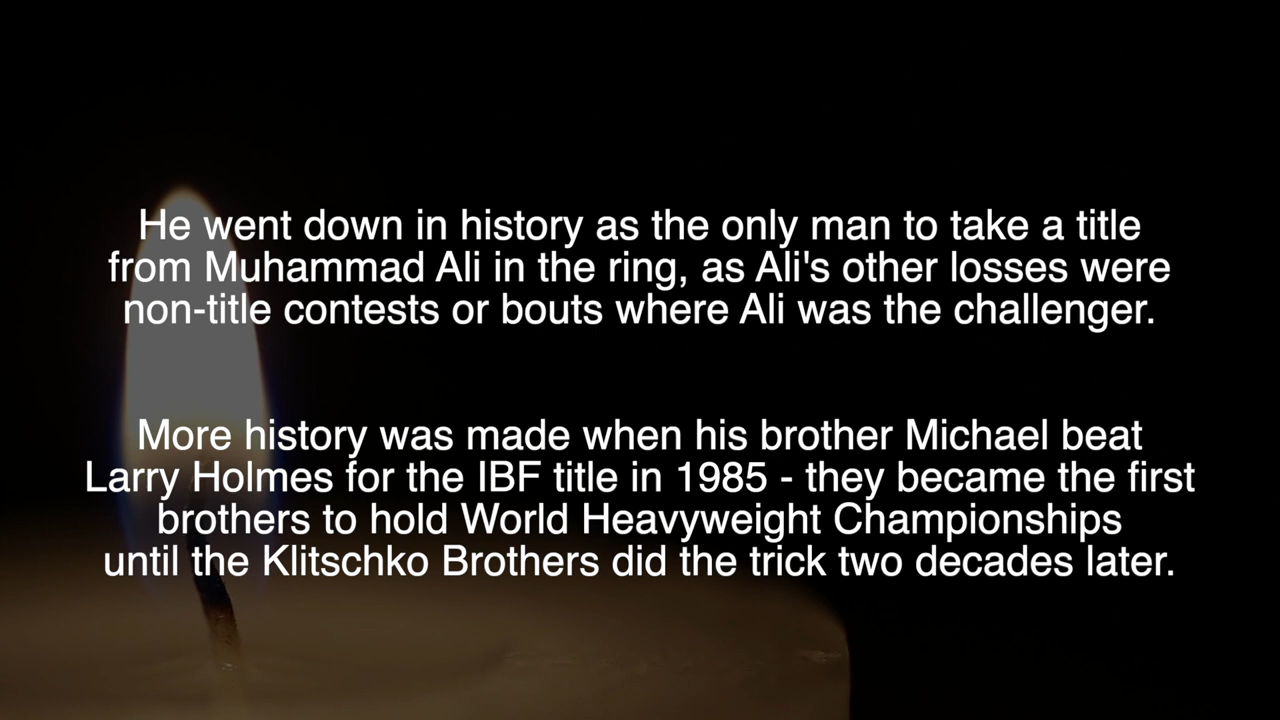 He went down in history as the only man to take a title
from Muhammad Ali in the ring, as Ali's other losses were
non-title contests or bouts where Ali was the challenger.
More history was made when his brother Michael beat
Larry Holmes for the IBF title in 1985 - they became the first
brothers to hold World Heavyweight Championships
until the Klitschko Brothers did the trick two decades later.